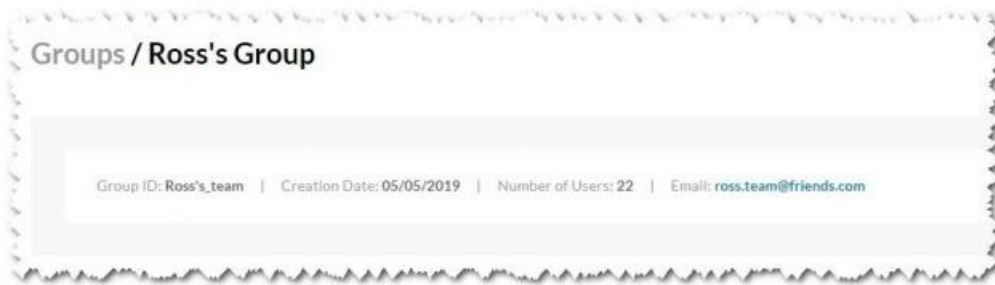 Groups / Ross's Group
Group ID: Ross's_team | Creation Date: 05/05/2019 | Number of Users: 22 | Email: ross.team@friends.com